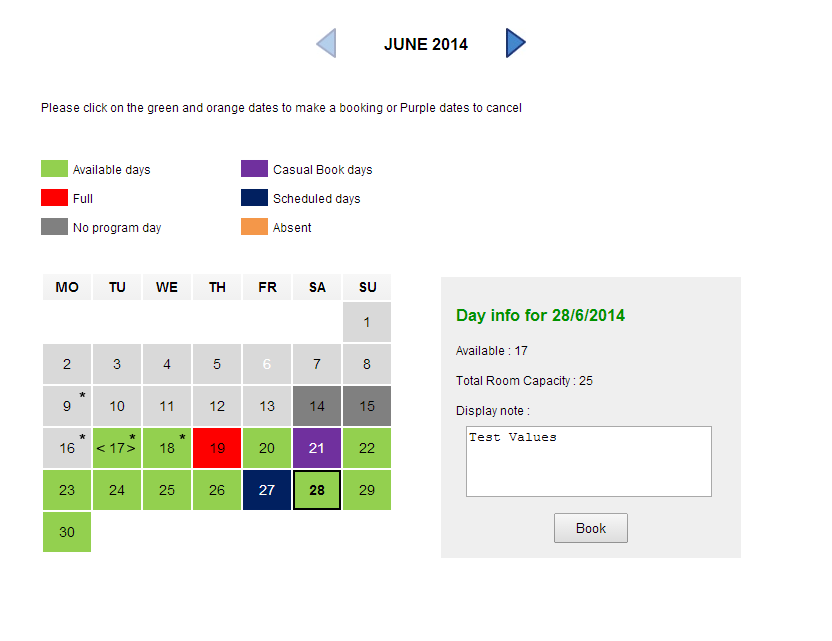 JUNE 2014
Please click on the green and orange dates to make a booking or Purple dates to cancel
Available days Casual Book days
Full Scheduled days
No program day Absent
MO TU WE TH FR SA SU
1
2 3 4 5 6 7 8
9 * 10 11 12 13 14 15
16 * < 17 > * 18 * 19 20 21 22
23 24 25 26 27 28 29
30
Day info for 28/6/2014
Available : 17
Total Room Capacity : 25
Display note :
Test Values
Book